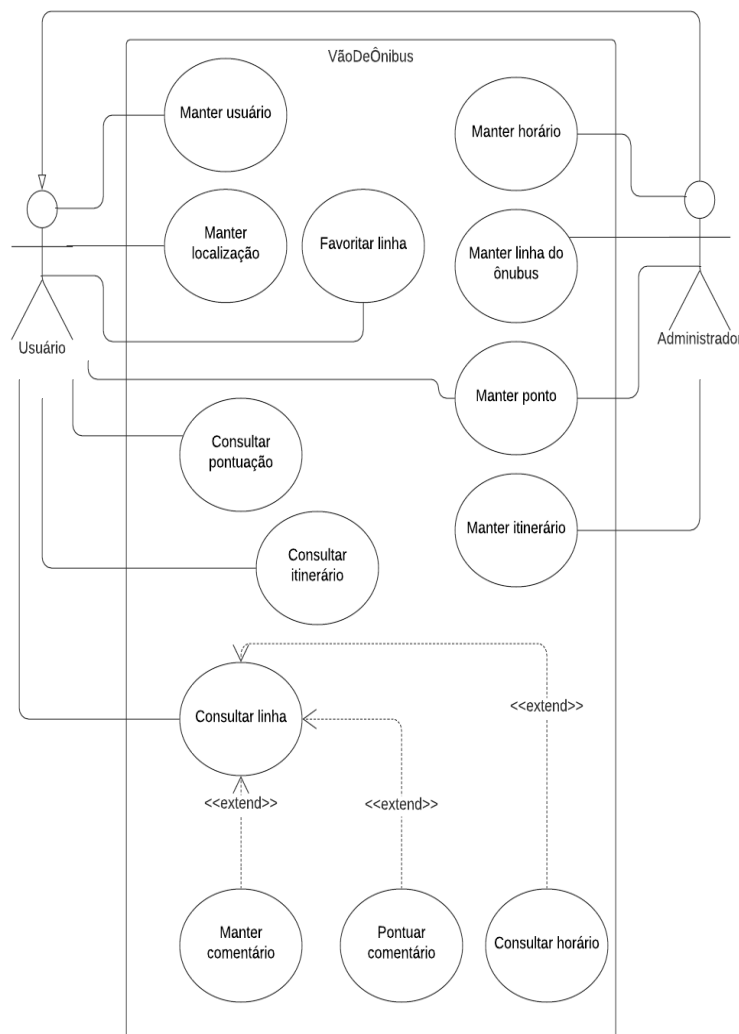 VãoDeÔnibus
Manter usuário
Manter horário
Manter
localização
Favoritar linha
Manter linha do
ônubus
Usuário
Administrador
Manter ponto
Consultar
pontuação
Manter itinerário
Consultar
itinerário
<<extend>>
Consultar linha
<<extend>>
<<extend>>
Manter
comentário
Pontuar
comentário
Consultar horário